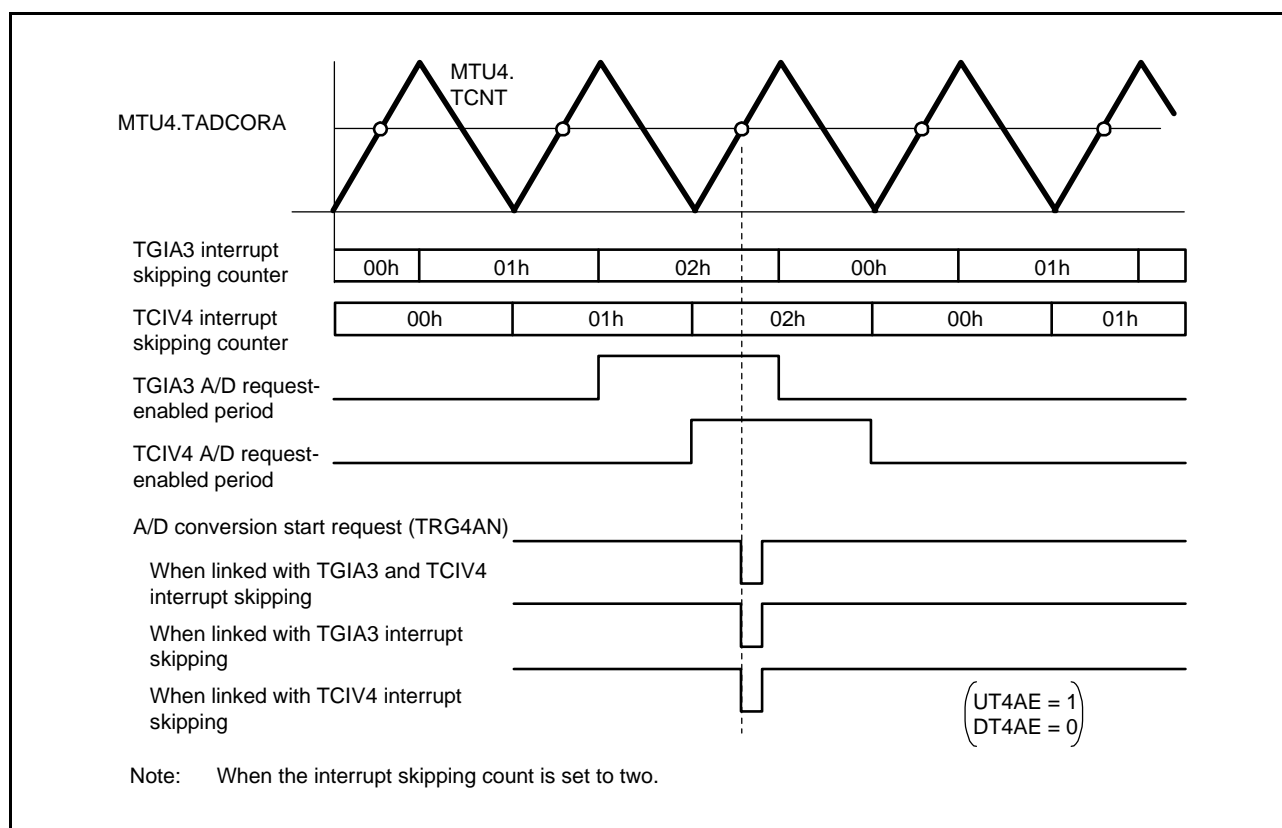 MTU4.
TCNT
MTU4.TADCORA
TGIA3 interrupt
skipping counter
00h 01h 02h 00h 01h
TCIV4 interrupt
skipping counter
00h 01h 02h 00h 01h
TGIA3 A/D request-
enabled period
TCIV4 A/D request-
enabled period
A/D conversion start request (TRG4AN)
When linked with TGIA3 and TCIV4
interrupt skipping
When linked with TGIA3 interrupt
skipping
When linked with TCIV4 interrupt
skipping
UT4AE = 1
DT4AE = 0
Note: When the interrupt skipping count is set to two.